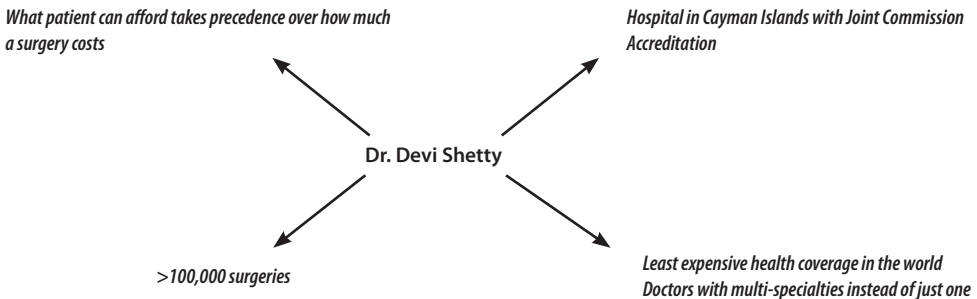 What patient can afford takes precedence over how much
a surgery costs
Hospital in Cayman Islands with Joint Commission
Accreditation
Dr. Devi Shetty
>100,000 surgeries
Least expensive health coverage in the world
Doctors with multi-specialties instead of just one